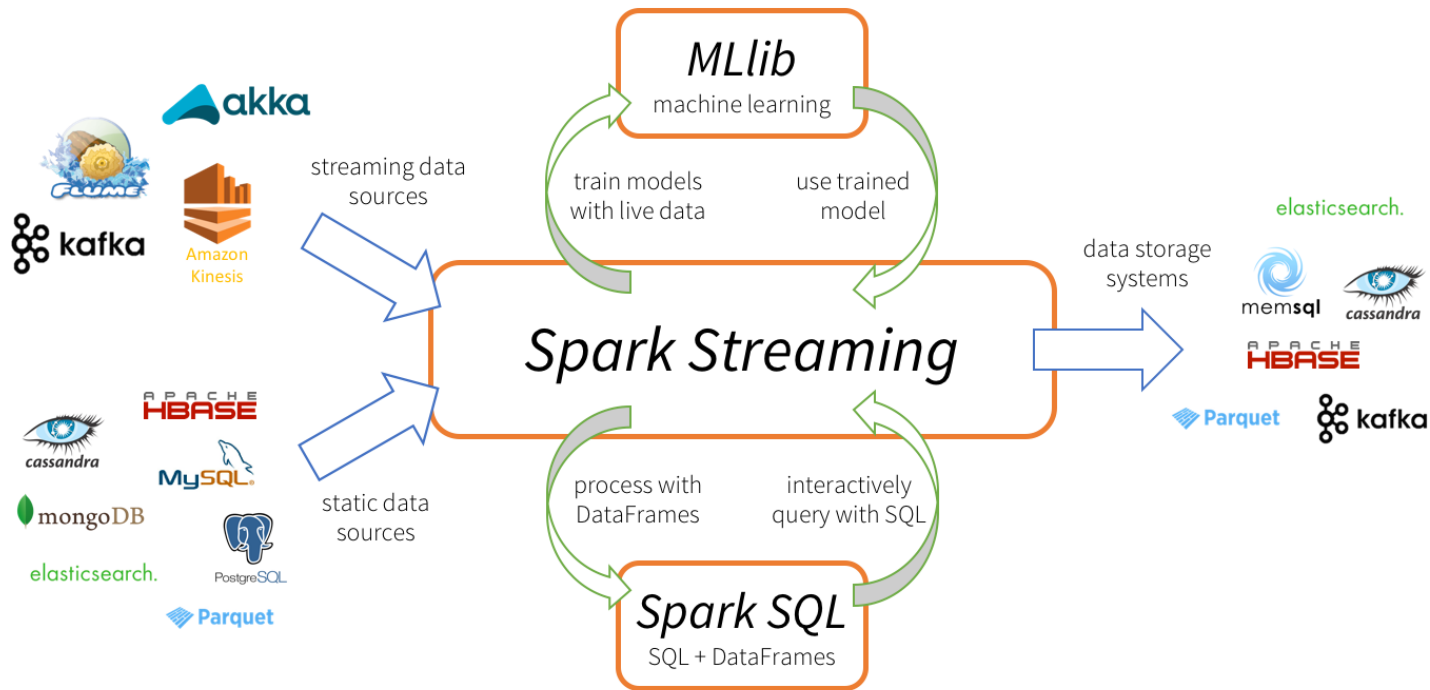 MLlib
machine learning
akka
FLUME
kafka
Amazon
Kinesis
streaming data
sources
train models
with live data
use trained
model
Spark Streaming
data storage
systems
elasticsearch.
memsql
cassandra
APACHE
HBASE
Parquet
kafka
APACHE
HBASE
cassandra
MySQL®
mongoDB
PostgreSQL
elasticsearch.
Parquet
static data
sources
process with
DataFrames
interactively
query with SQL
Spark SQL
SQL + DataFrames